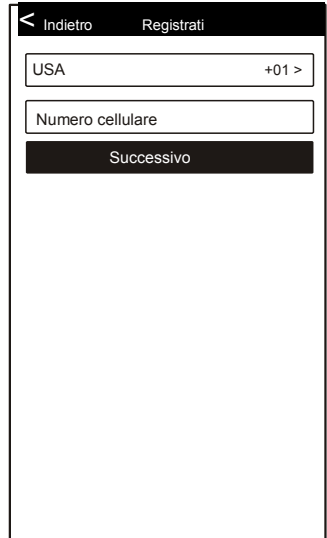 < Indietro Registrati
USA +01 >
Numero cellulare
Successivo